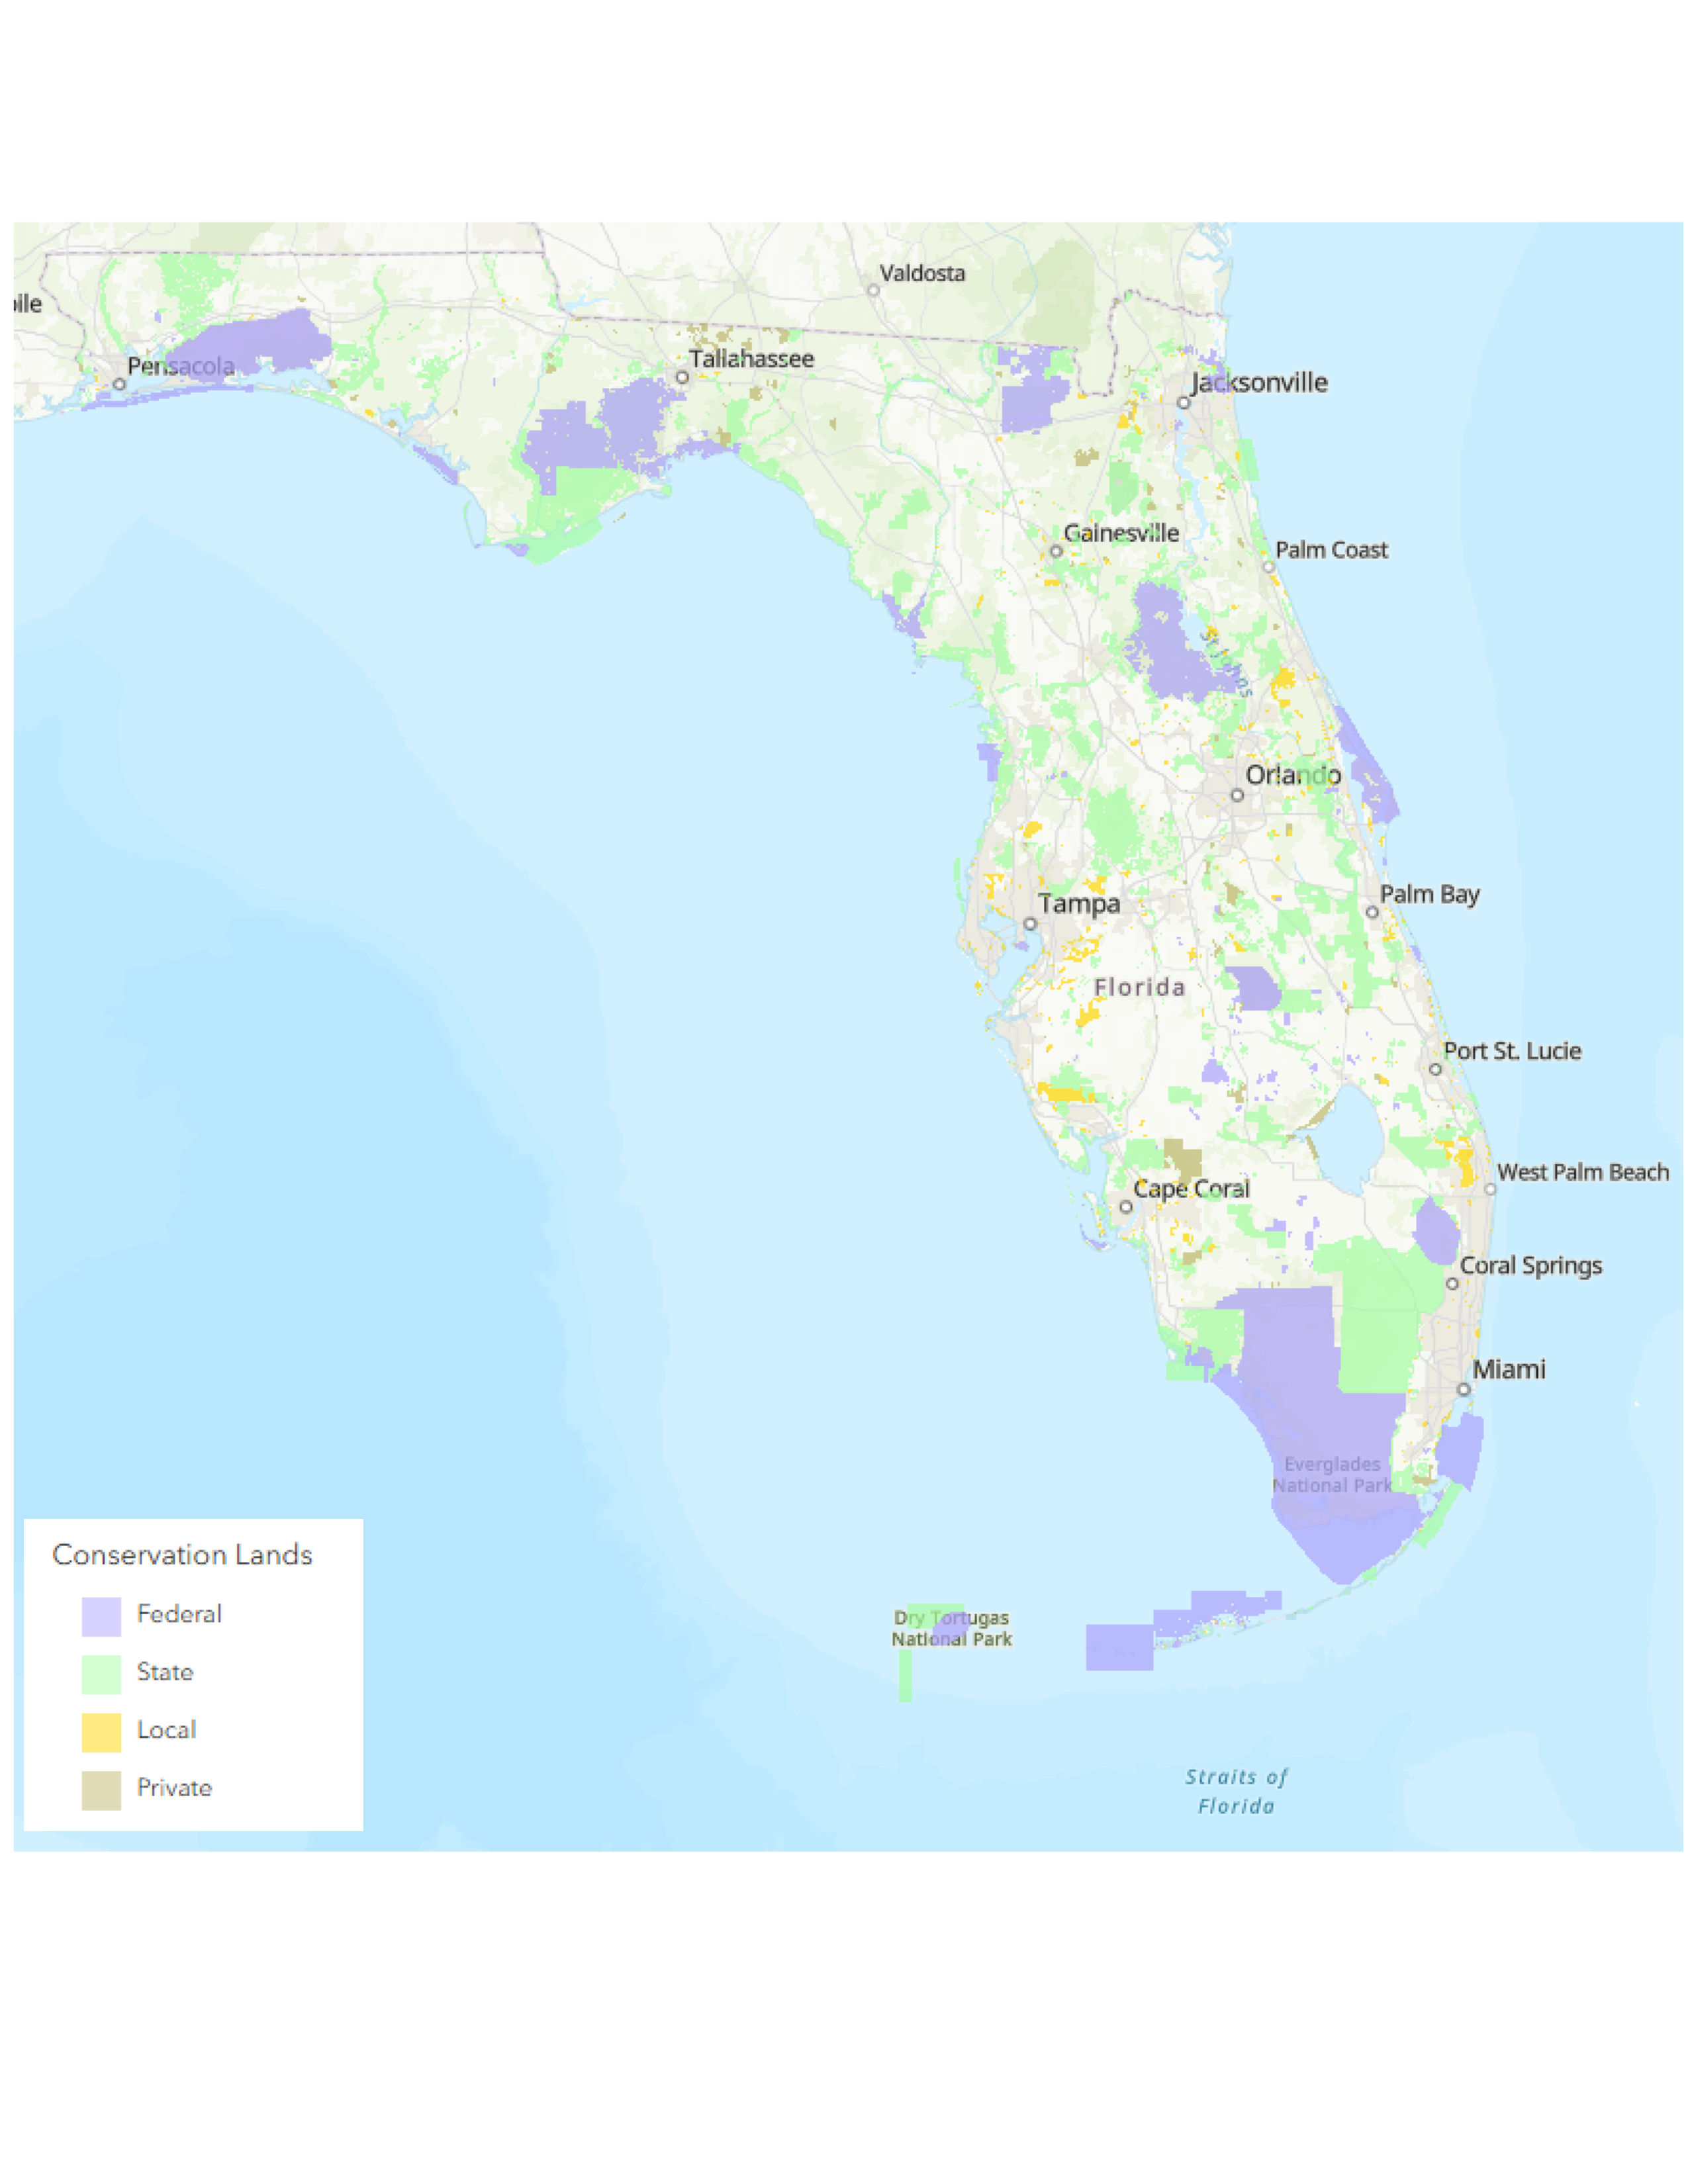 Valdosta
ile
Pensacola
Tallahassee
Jacksonville
Gainesville
Palm Coast
Orlando
Palm Bay
Tampa
Florida
Port St. Lucie
West Palm Beach
Cape Coral
Coral Springs
Miami
Everglades
National Park
Conservation Lands
Federal
State
Local
Private
Dry Tortugas
National Park
Straits of
Florida